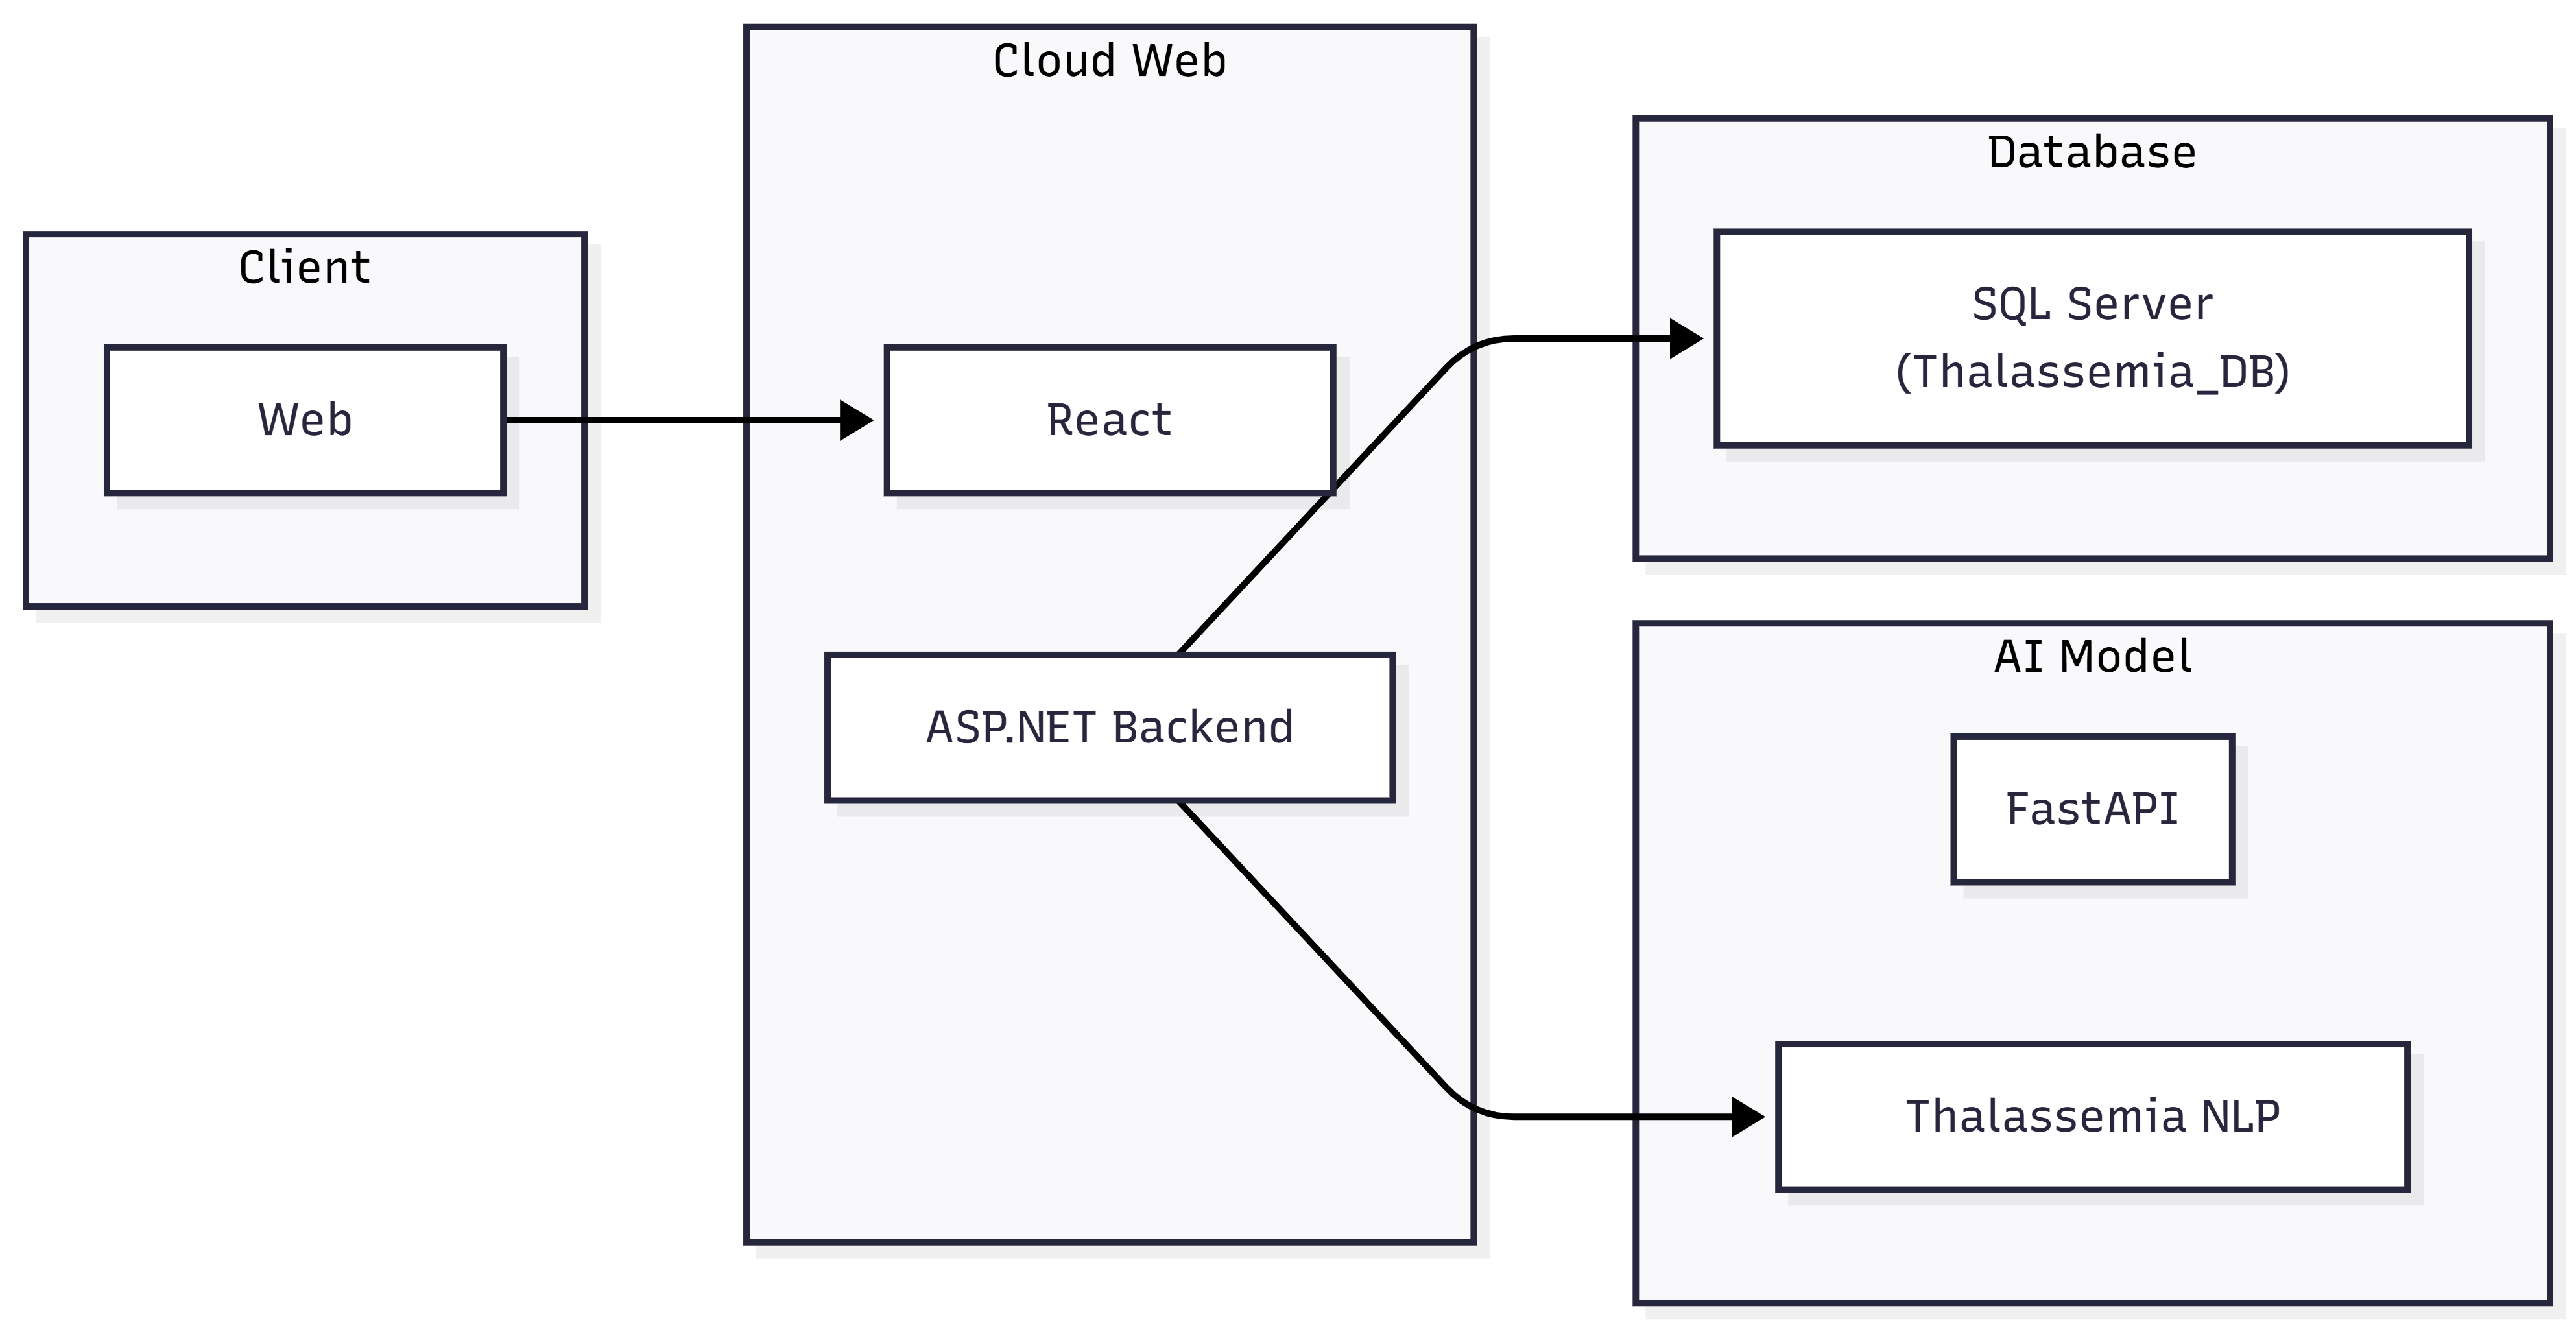 Client
Web
Cloud Web
React
ASP.NET Backend
Database
SQL Server
(Thalassemia_DB)
AI Model
FastAPI
Thalassemia NLP